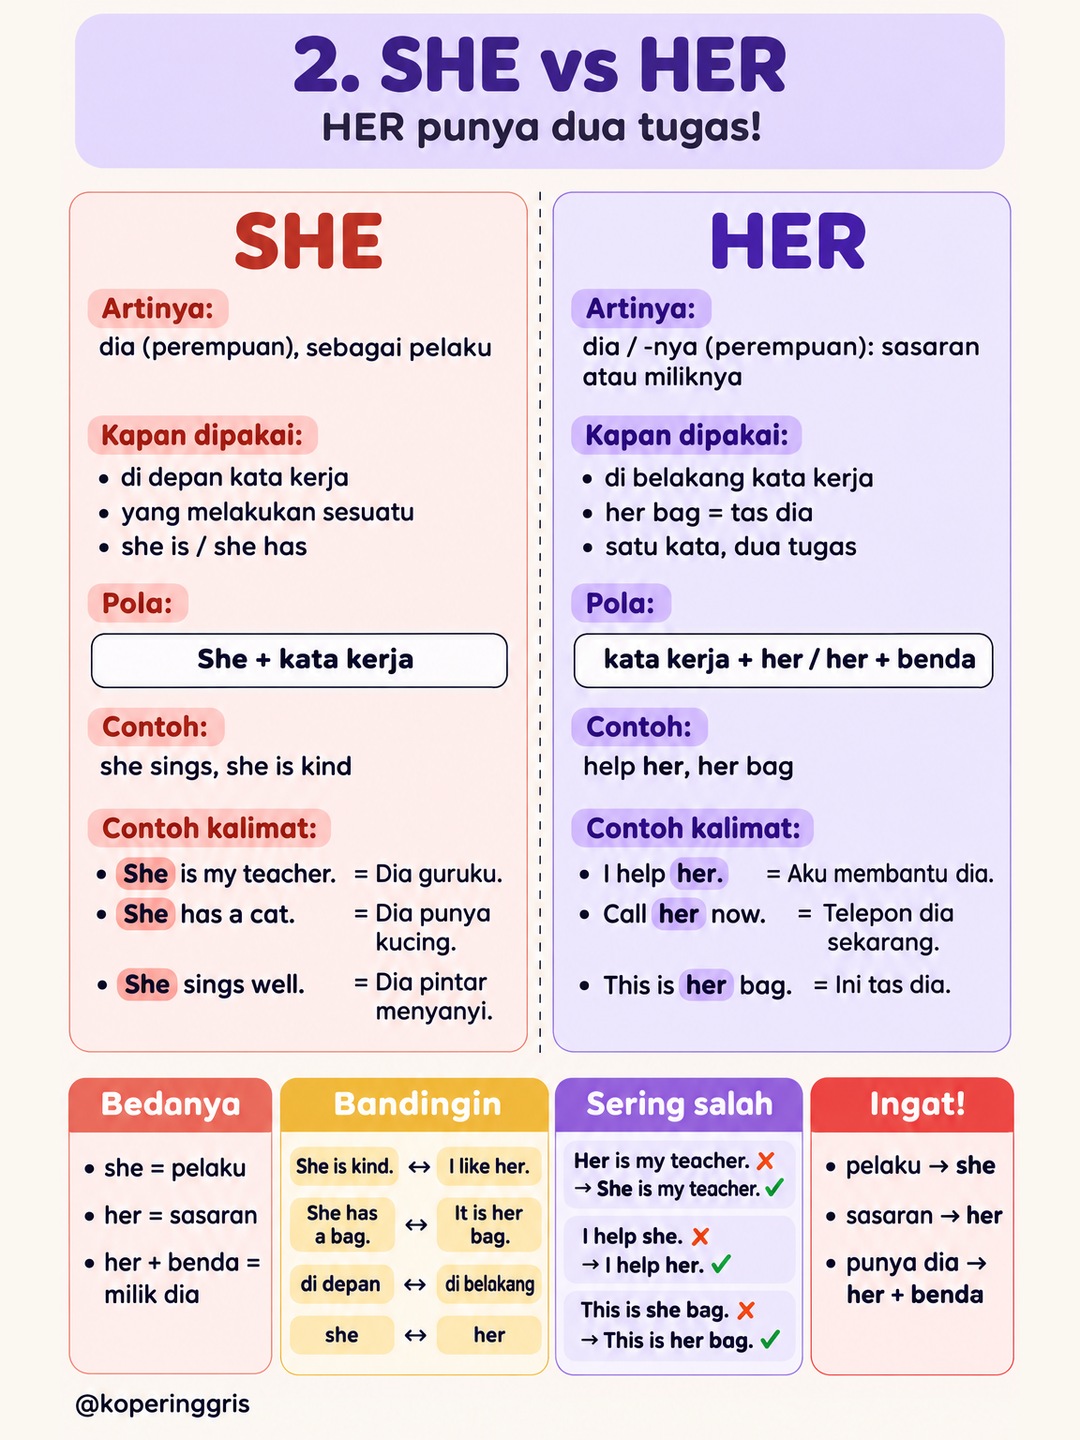 2. SHE vs HER
HER punya dua tugas!
SHE
Artinya:
dia (perempuan), sebagai pelaku
Kapan dipakai:
• di depan kata kerja
• yang melakukan sesuatu
• she is / she has
Pola:
She + kata kerja
Contoh:
she sings, she is kind
Contoh kalimat:
• She is my teacher. = Dia guruku.
• She has a cat. = Dia punya
kucing.
• She sings well. = Dia pintar
menyanyi.
HER
Artinya:
dia / -nya (perempuan): sasaran
atau miliknya
Kapan dipakai:
• di belakang kata kerja
• her bag = tas dia
• satu kata, dua tugas
Pola:
kata kerja + her / her + benda
Contoh:
help her, her bag
Contoh kalimat:
• I help her. = Aku membantu dia.
• Call her now. = Telepon dia
sekarang.
• This is her bag. = Ini tas dia.
Bedanya
• she = pelaku
• her = sasaran
• her + benda =
milik dia
Bandingin
She is kind. ↔ I like her.
She has
a bag. ↔ It is her
bag.
di depan ↔ di belakang
she ↔ her
Sering salah
Her is my teacher. ✗
→ She is my teacher. ✓
I help she. ✗
→ I help her. ✓
This is she bag. ✗
→ This is her bag. ✓
Ingat!
• pelaku → she
• sasaran → her
• punya dia →
her + benda
@koperinggris